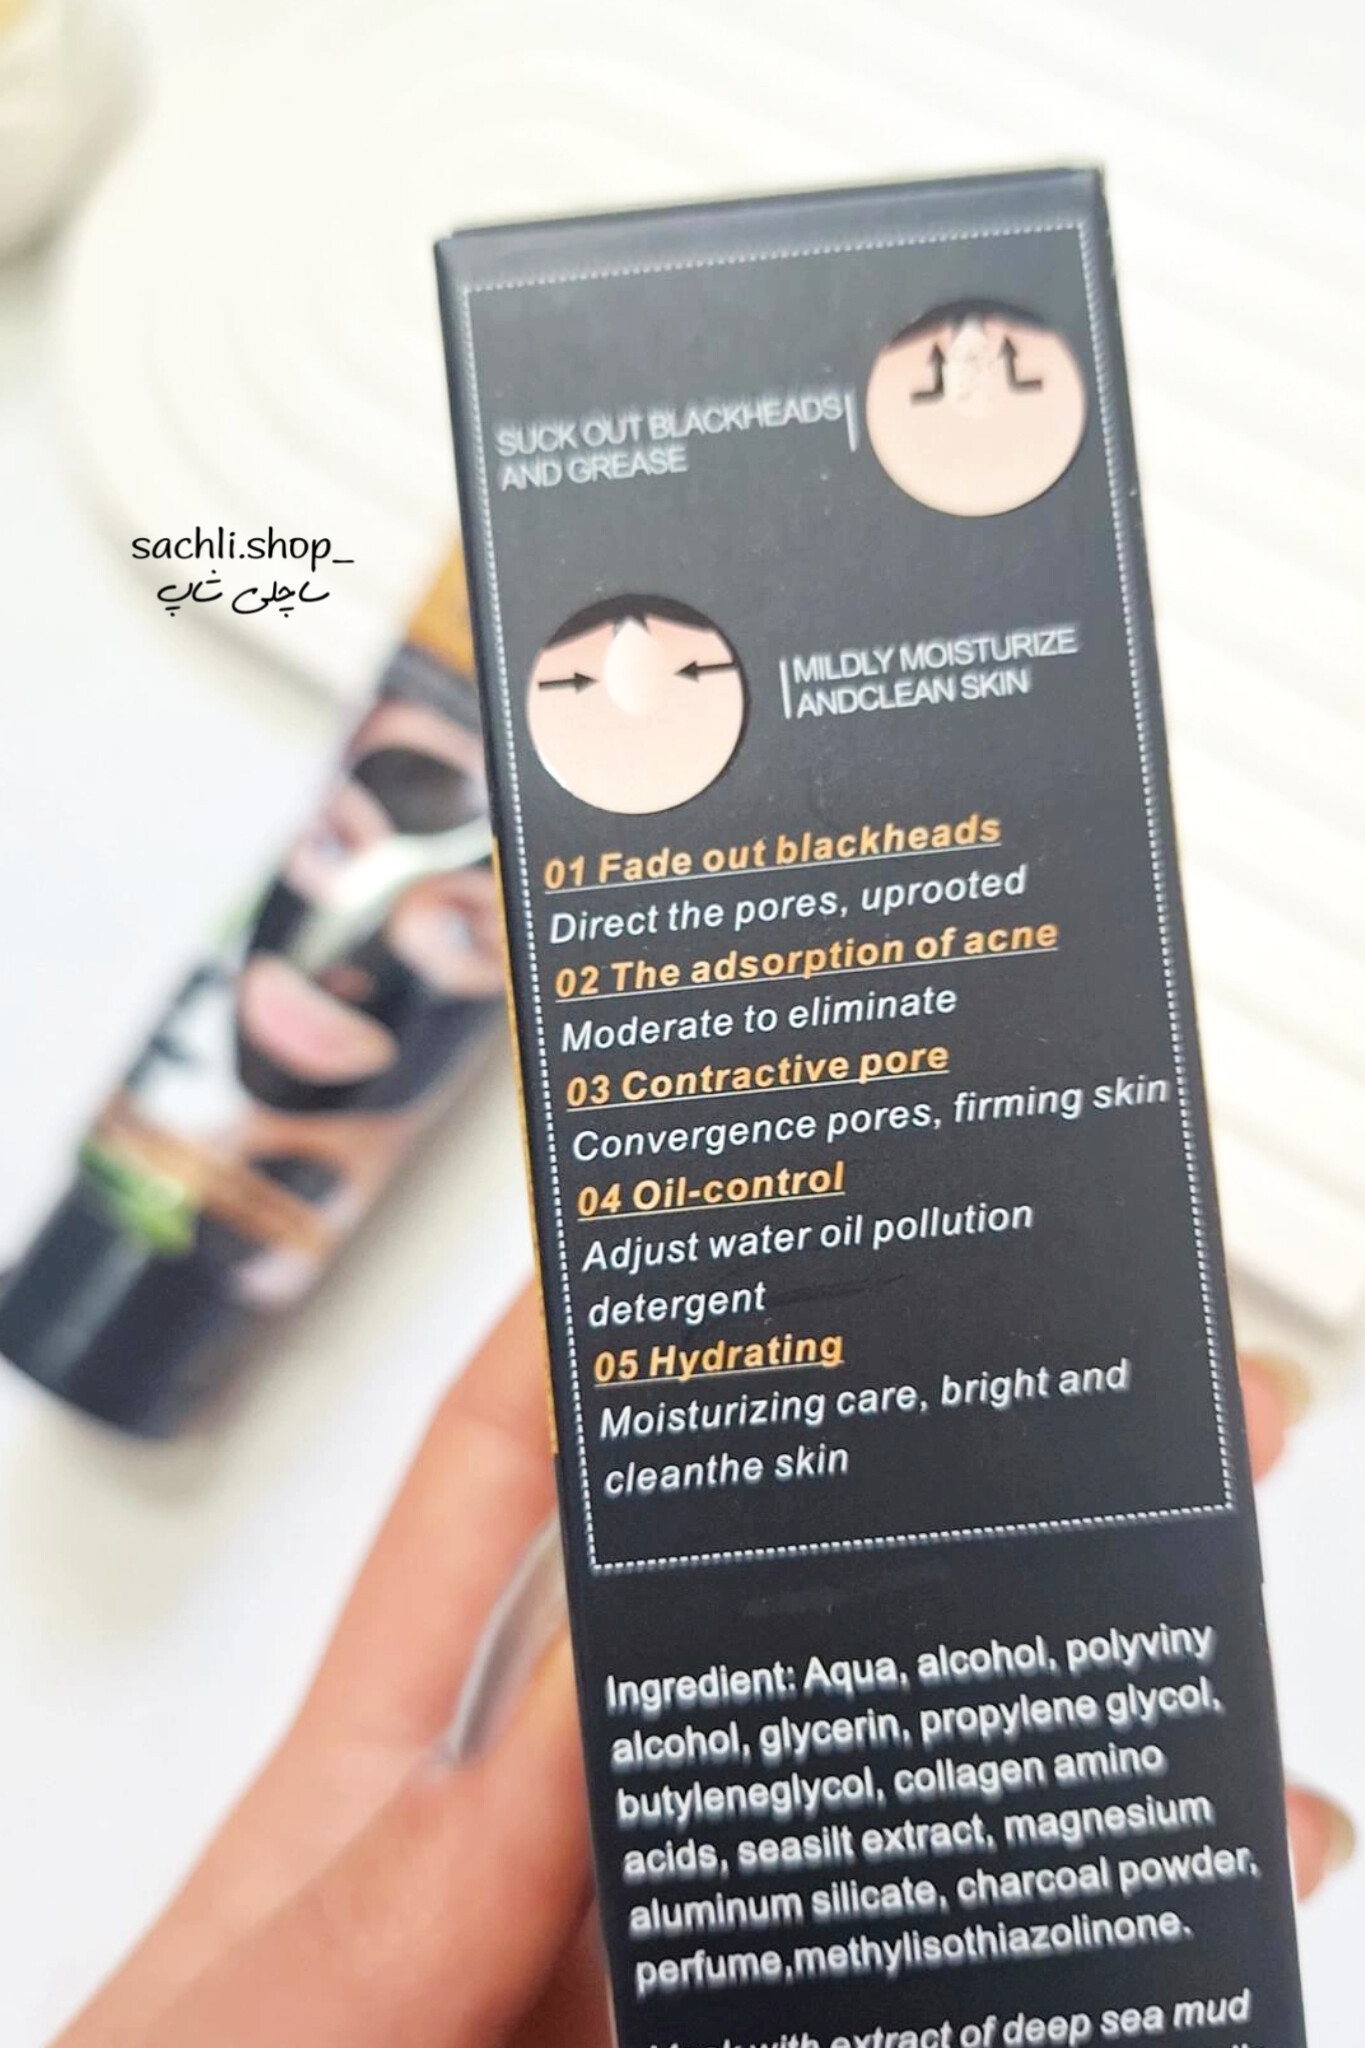 sachli.shop_
ساچلی شاپ
SUCK OUT BLACKHEADS
AND GREASE
MILDLY MOISTURIZE
ANDCLEAN SKIN
01 Fade out blackheads
Direct the pores, uprooted
02 The adsorption of acne
Moderate to eliminate
03 Contractive pore
Convergence pores, firming skin
04 Oil-control
Adjust water oil pollution
detergent
05 Hydrating
Moisturizing care, bright and
cleanthe skin
Ingredient: Aqua, alcohol, polyviny
alcohol, glycerin, propylene glycol,
butyleneglycol, collagen amino
acids, seasilt extract, magnesium
aluminum silicate, charcoal powder,
perfume,methylisothiazolinone.
with extract of deep sea mud